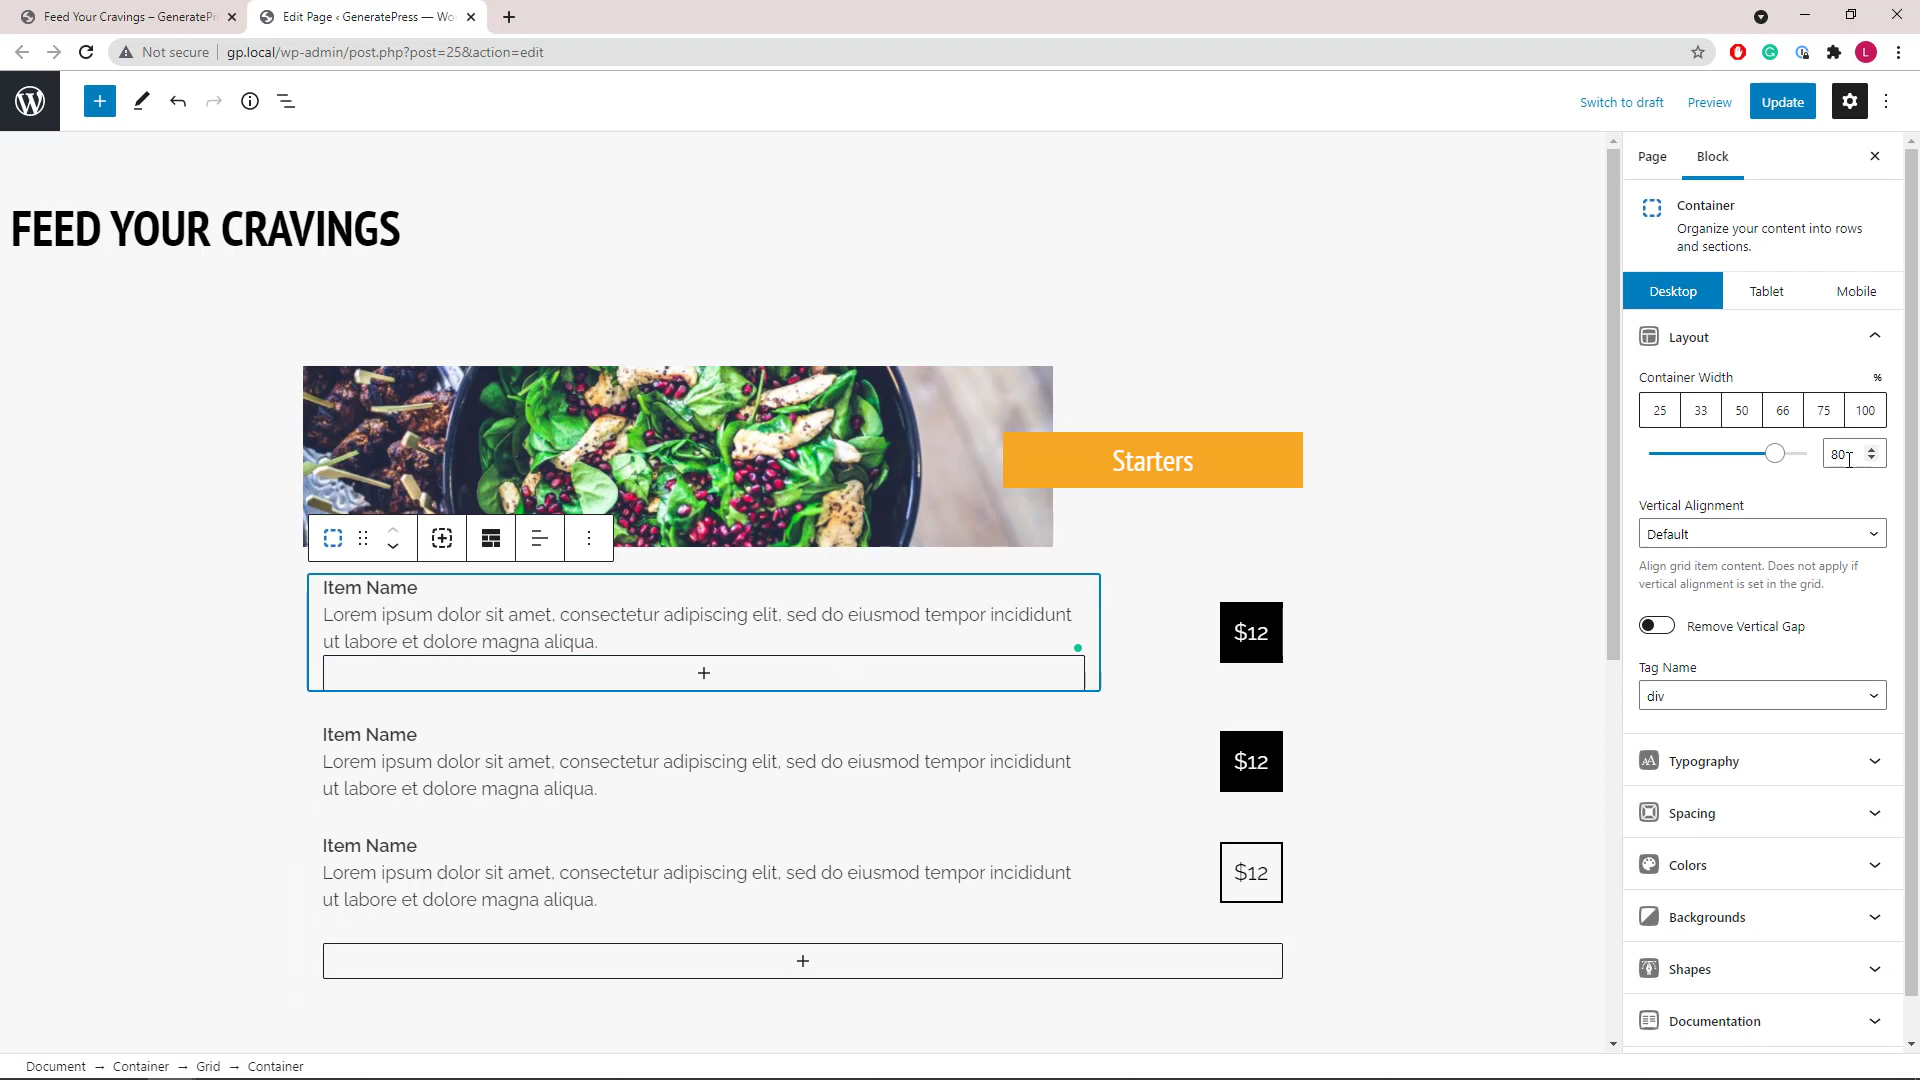 Feed Your Cravings – GeneratePr
Edit Page ‹ GeneratePress — Wo
Not secure
gp.local/wp-admin/post.php?post=25&action=edit
L
Switch to draft
Preview
Update
Page
Block
Container
Organize your content into rows
and sections.
Desktop
Tablet
Mobile
Layout
Container Width
%
25
33
50
66
75
100
80
Vertical Alignment
Default
Align grid item content. Does not apply if
vertical alignment is set in the grid.
Remove Vertical Gap
Tag Name
div
Typography
Spacing
Colors
Backgrounds
Shapes
Documentation
FEED YOUR CRAVINGS
Starters
Item Name
Lorem ipsum dolor sit amet, consectetur adipiscing elit, sed do eiusmod tempor incididunt
ut labore et dolore magna aliqua.
$12
Item Name
Lorem ipsum dolor sit amet, consectetur adipiscing elit, sed do eiusmod tempor incididunt
ut labore et dolore magna aliqua.
$12
Item Name
Lorem ipsum dolor sit amet, consectetur adipiscing elit, sed do eiusmod tempor incididunt
ut labore et dolore magna aliqua.
$12
Document → Container → Grid → Container